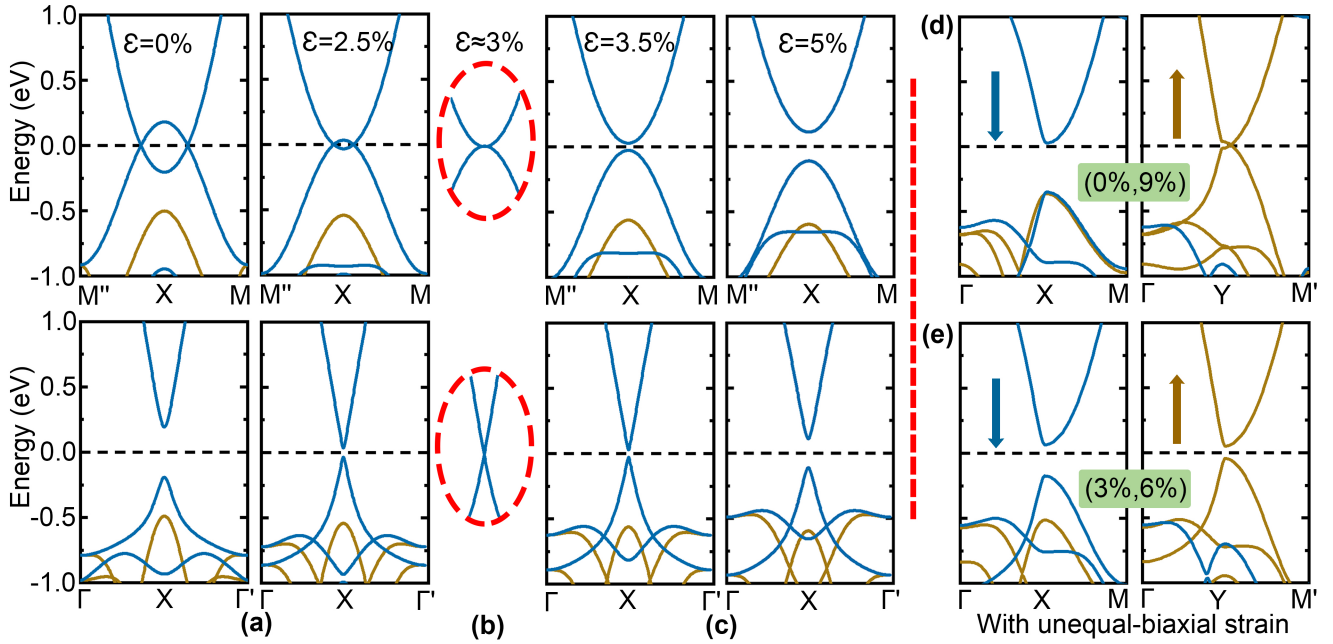 1.0
0.5
0.0
-0.5
-1.0
Energy (eV)
Ɛ=0%
Ɛ=2.5%
Ɛ≈3%
Ɛ=3.5%
Ɛ=5%
(d)
(0%,9%)
M" X M
M" X M
M" X M
M" X M
Γ X M
Γ Y M'
1.0
0.5
0.0
-0.5
-1.0
Energy (eV)
(e)
(3%,6%)
Γ X Γ'
Γ X Γ'
Γ X Γ'
Γ X Γ'
Γ X M
Γ Y M'
(a)
(b)
(c)
With unequal-biaxial strain